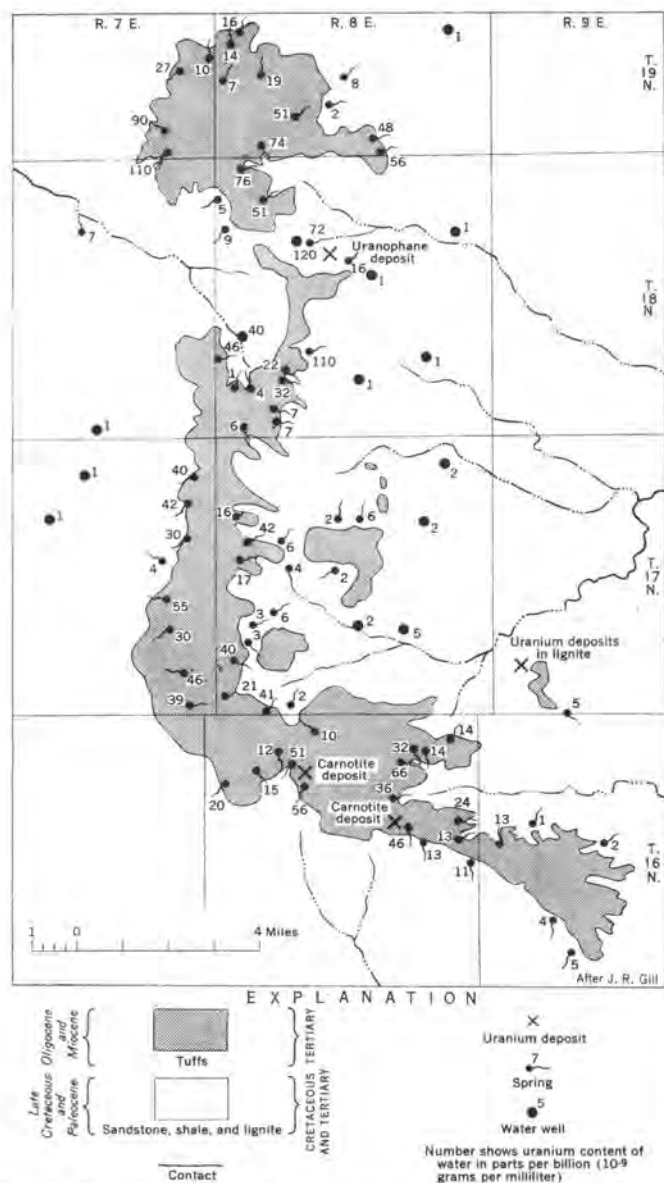 R. 7 E.
R. 8 E.
R. 9 E.
16
1
14
T.
19
N.
10
27
7
19
8
2
51
90
48
74
56
110
76
5
51
7
9
72
1
120
Uranophane
deposit
16
1
T.
18
N.
40
46
110
1
22
1
4
32
1
7
7
6
1
2
1
40
42
1
16
2
6
2
30
42
6
4
17
4
2
T.
17
N.
55
6
3
2
5
30
3
40
Uranium deposits
in lignite
46
21
2
5
39
41
10
14
12
51
32
14
Carnotite
deposit
66
15
20
36
56
Carnotite
deposit
24
1
13
13
2
46
13
11
T.
16
N.
4
5
1 0 4 Miles
After J. R. Gill
EXPLANATION
Oligocene
and
Miocene
Tuffs
TERTIARY
Late
Cretaceous
and
Paleocene
Sandstone, shale, and lignite
CRETACEOUS
AND TERTIARY
Contact
Uranium deposit
7
Spring
5
Water well
Number shows uranium content of
water in parps per billion (10-9
grams per milliliter)